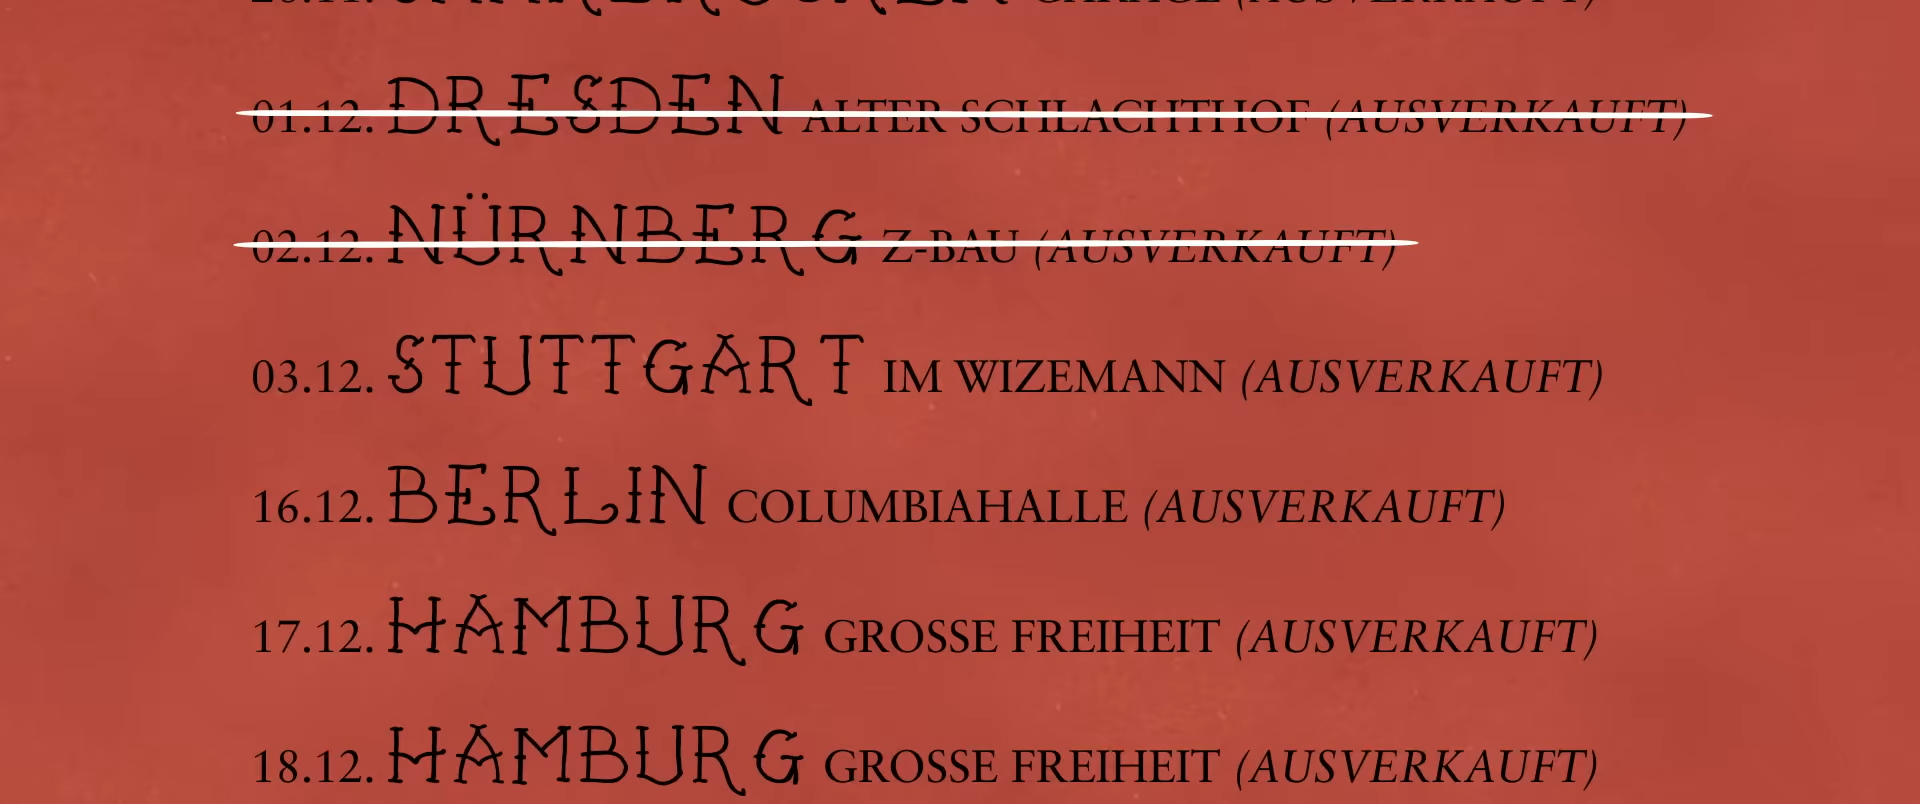 01.12. DRESDEN ALTER SCHLACHTHOF (AUSVERKAUFT)
02.12. NÜRNBERG Z-BAU (AUSVERKAUFT)
03.12. STUTTGART IM WIZEMANN (AUSVERKAUFT)
16.12. BERLIN COLUMBIAHALLE (AUSVERKAUFT)
17.12. HAMBURG GROSSE FREIHEIT (AUSVERKAUFT)
18.12. HAMBURG GROSSE FREIHEIT (AUSVERKAUFT)